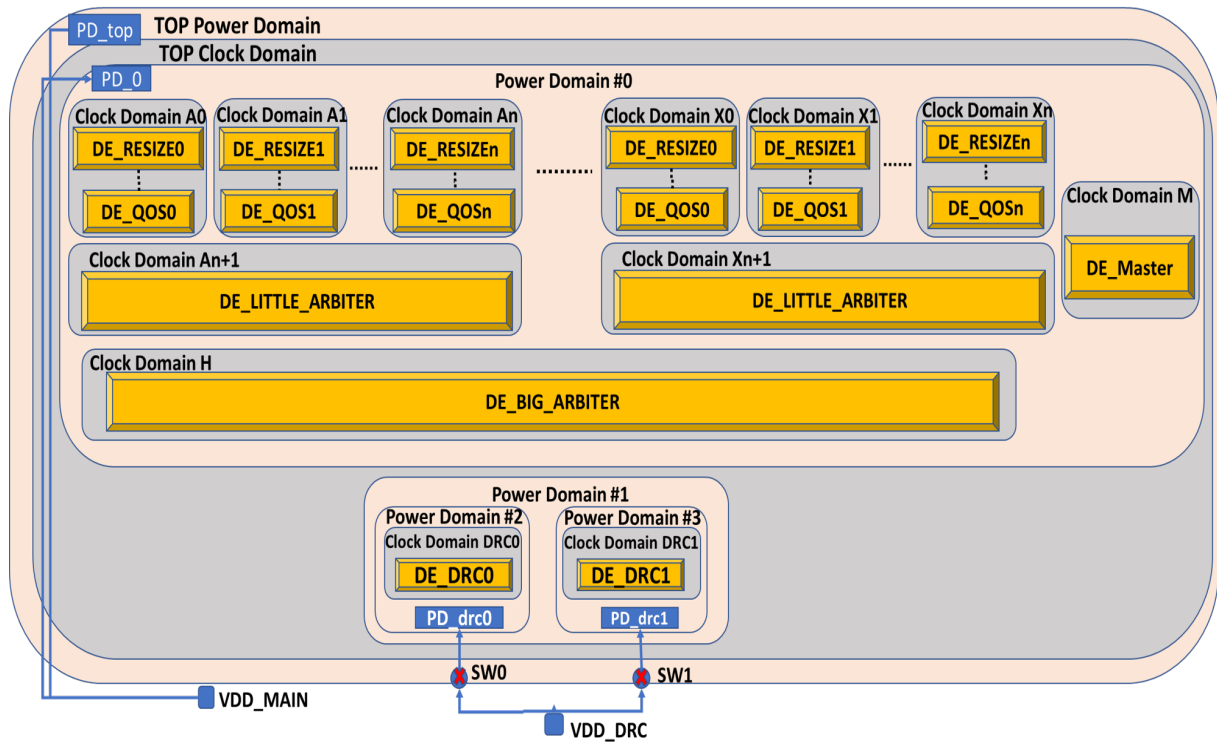 PD_top
TOP Power Domain
TOP Clock Domain
PD_0
Power Domain #0
Clock Domain A0
Clock Domain A1
Clock Domain An
Clock Domain X0
Clock Domain X1
Clock Domain Xn
DE_RESIZE0
DE_RESIZE1
DE_RESIZEn
DE_RESIZE0
DE_RESIZE1
DE_RESIZEn
DE_QOS0
DE_QOS1
DE_QOSn
DE_QOS0
DE_QOS1
DE_QOSn
Clock Domain M
DE_Master
Clock Domain An+1
DE_LITTLE_ARBITER
Clock Domain Xn+1
DE_LITTLE_ARBITER
Clock Domain H
DE_BIG_ARBITER
Power Domain #1
Power Domain #2
Power Domain #3
Clock Domain DRC0
Clock Domain DRC1
DE_DRC0
DE_DRC1
PD_drc0
PD_drc1
SW0
SW1
VDD_MAIN
VDD_DRC